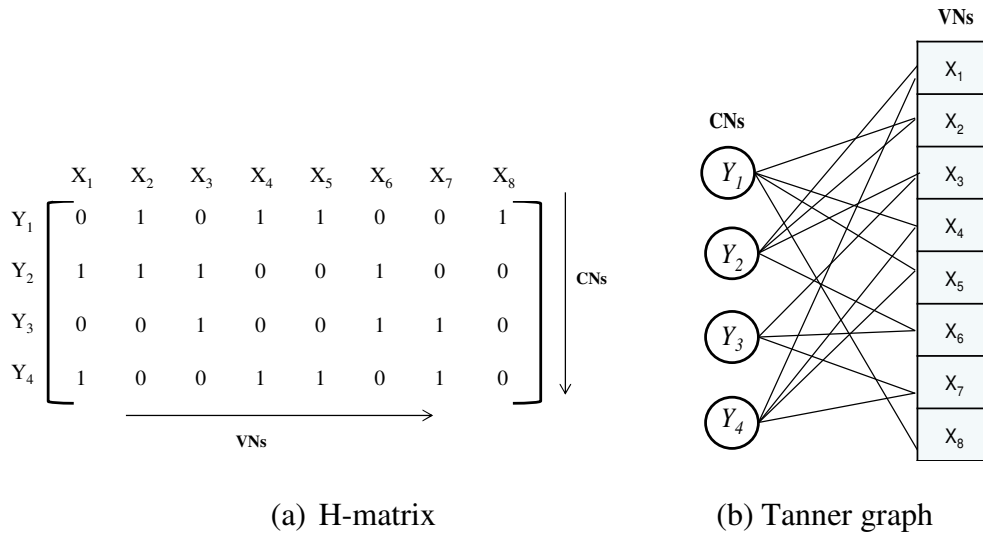 X1 X2 X3 X4 X5 X6 X7 X8
Y1 0 1 0 1 1 0 0 1
Y2 1 1 1 0 0 1 0 0
Y3 0 0 1 0 0 1 1 0
Y4 1 0 0 1 1 0 1 0
CNs
VNs
(a) H-matrix
VNs
CNs
Y1
Y2
Y3
Y4
X1
X2
X3
X4
X5
X6
X7
X8
(b) Tanner graph